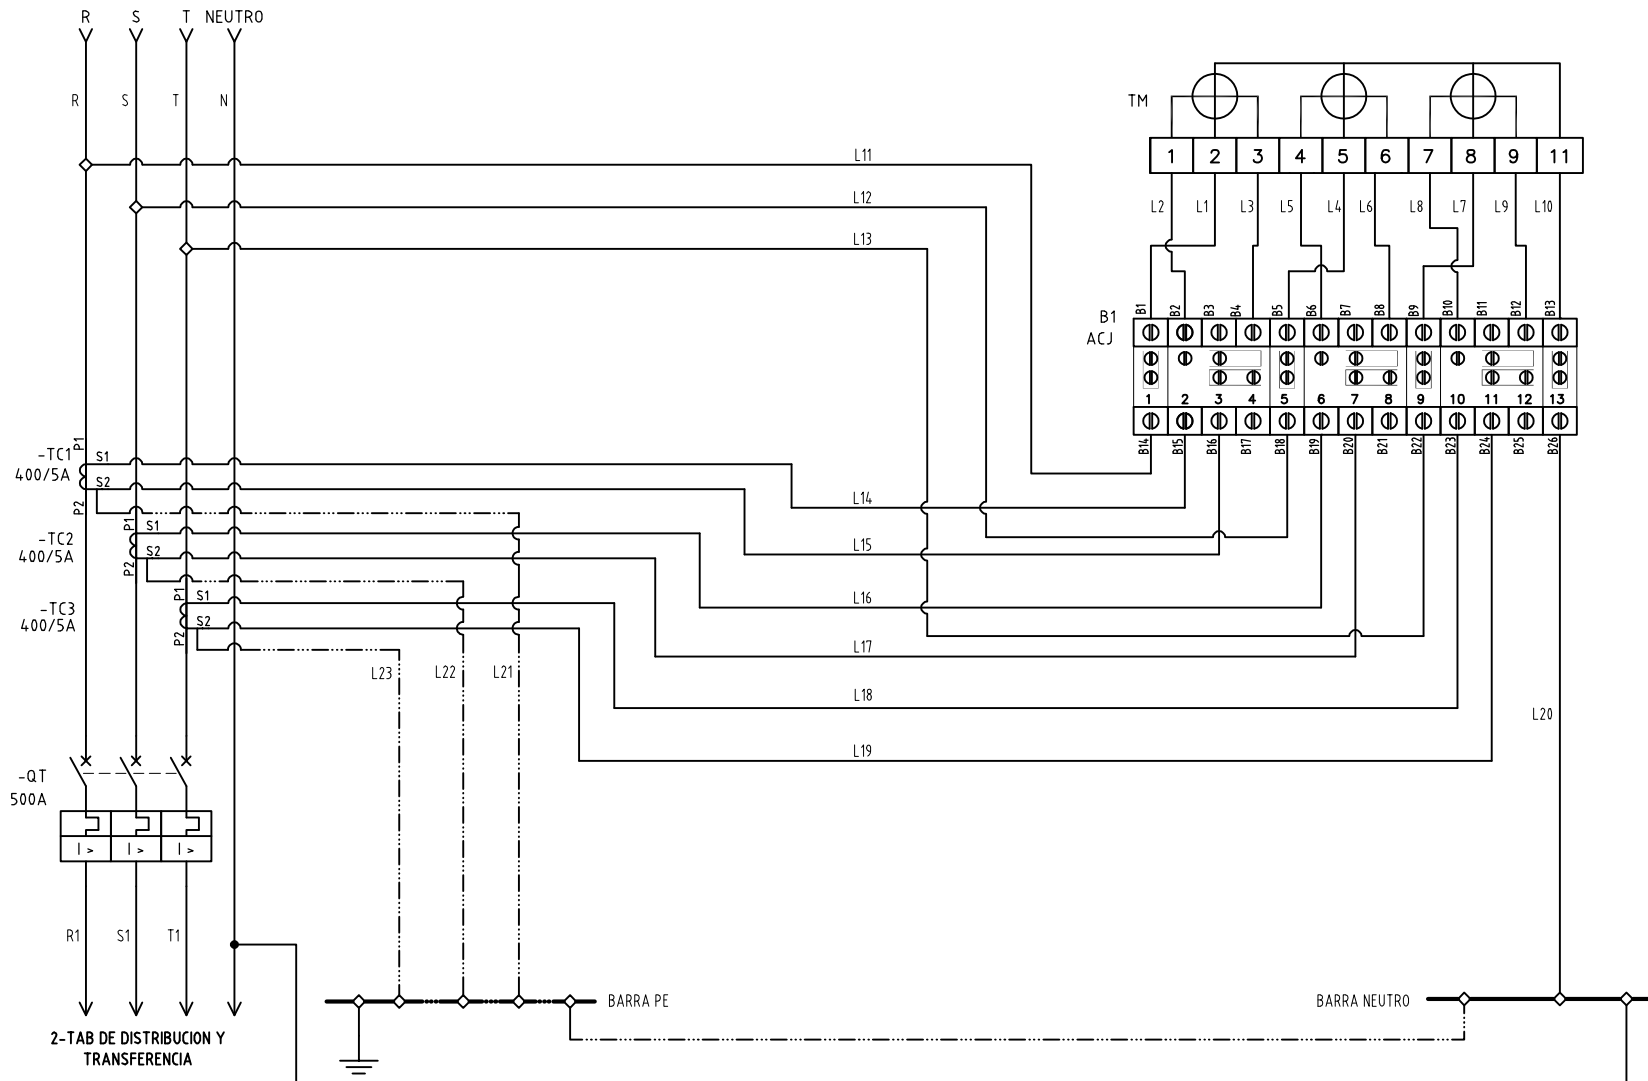 R S T NEUTRO
R S T N
TM
1 2 3 4 5 6 7 8 9 11
L11
L12
L13
L2 L1 L3 L5 L4 L6 L8 L7 L9 L10
B1 B2 B3 B4 B5 B6 B7 B8 B9 B10 B11 B12 B13
B1
ACJ
1 2 3 4 5 6 7 8 9 10 11 12 13
B14 B15 B16 B17 B18 B19 B20 B21 B22 B23 B24 B25 B26
P1
-TC1
400/5A
S1
S2
P2
L14
P1
-TC2
400/5A
S1
S2
P2
L15
P1
-TC3
400/5A
S1
S2
P2
L16
L17
L23 L22 L21
L18
L20
L19
-QT
500A
I > I > I >
R1 S1 T1
BARRA PE
BARRA NEUTRO
2-TAB DE DISTRIBUCION Y
TRANSFERENCIA